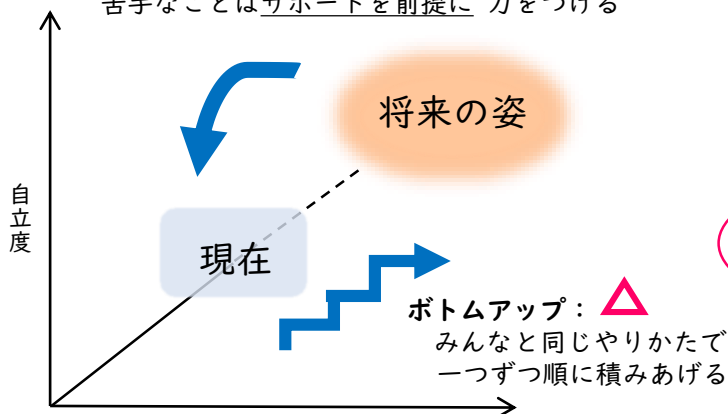 苦手なことはサポートを前提に 力をつける
将来の姿
自立度
現在
ボトムアップ：
みんなと同じやりかたで
一つずつ順に積みあげる